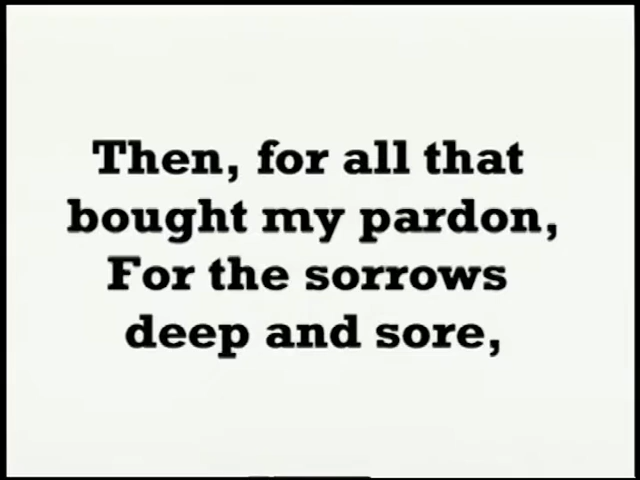 Then, for all that
bought my pardon,
For the sorrows
deep and sore,